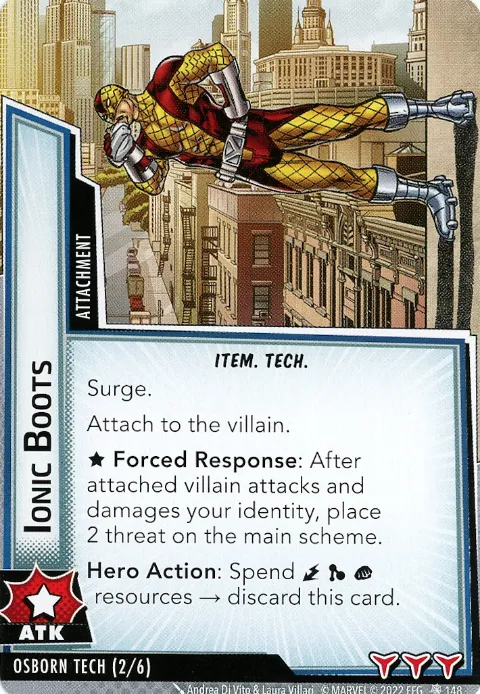 ATTACHMENT
IONIC BOOTS
ITEM. TECH.
Surge.
Attach to the villain.
★ Forced Response: After
attached villain attacks and
damages your identity, place
2 threat on the main scheme.
Hero Action: Spend
resources → discard this card.
★
ATK
OSBORN TECH (2/6)
Andrea Di Vito & Laura Villari © MARVEL © 2022 FFG 148